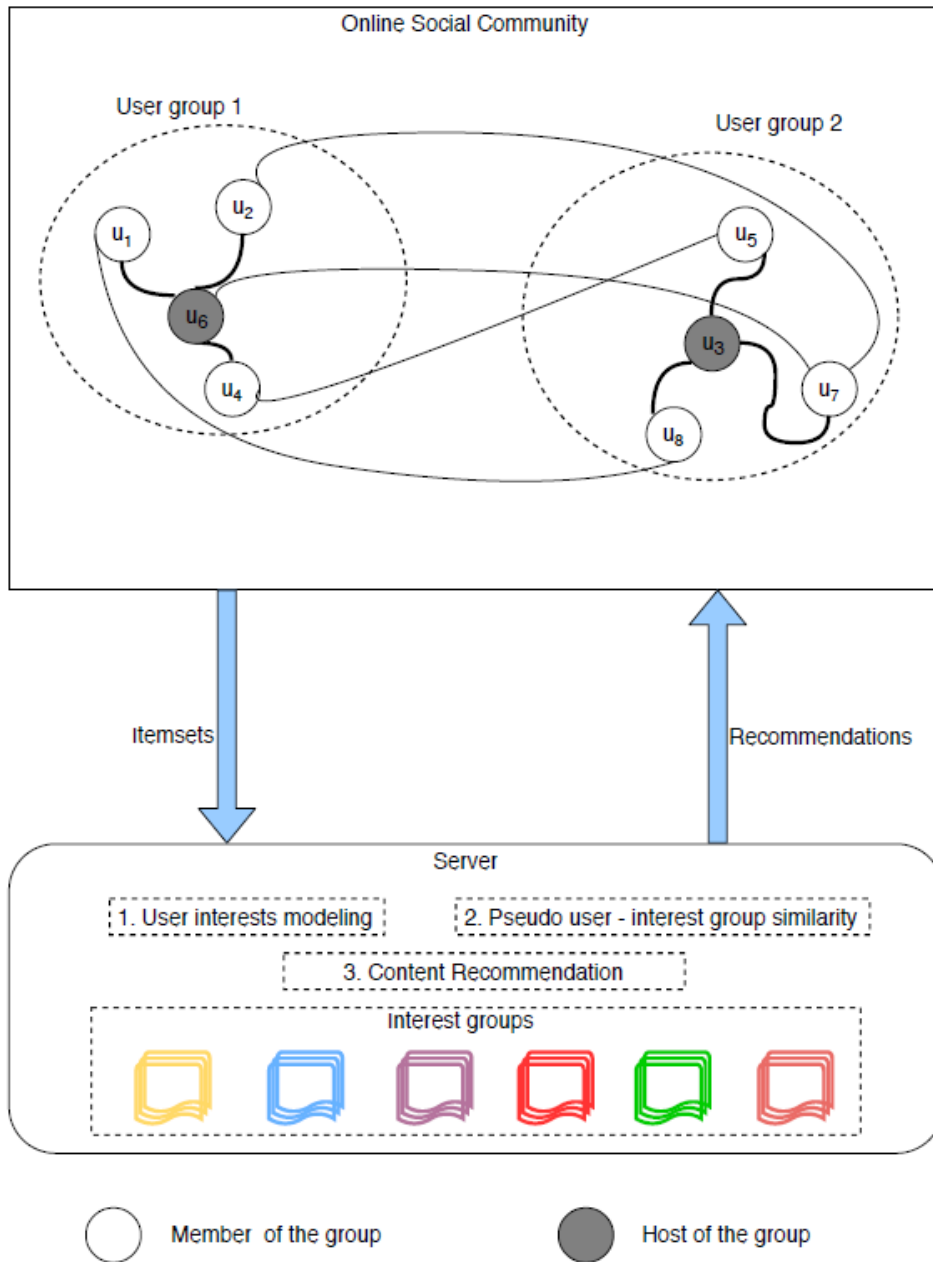 Online Social Community
User group 1
User group 2
u2
u1
u5
u6
u3
u4
u7
u8
Itemsets
Recommendations
Server
1. User interests modeling
2. Pseudo user - interest group similarity
3. Content Recommendation
Interest groups
Member of the group
Host of the group